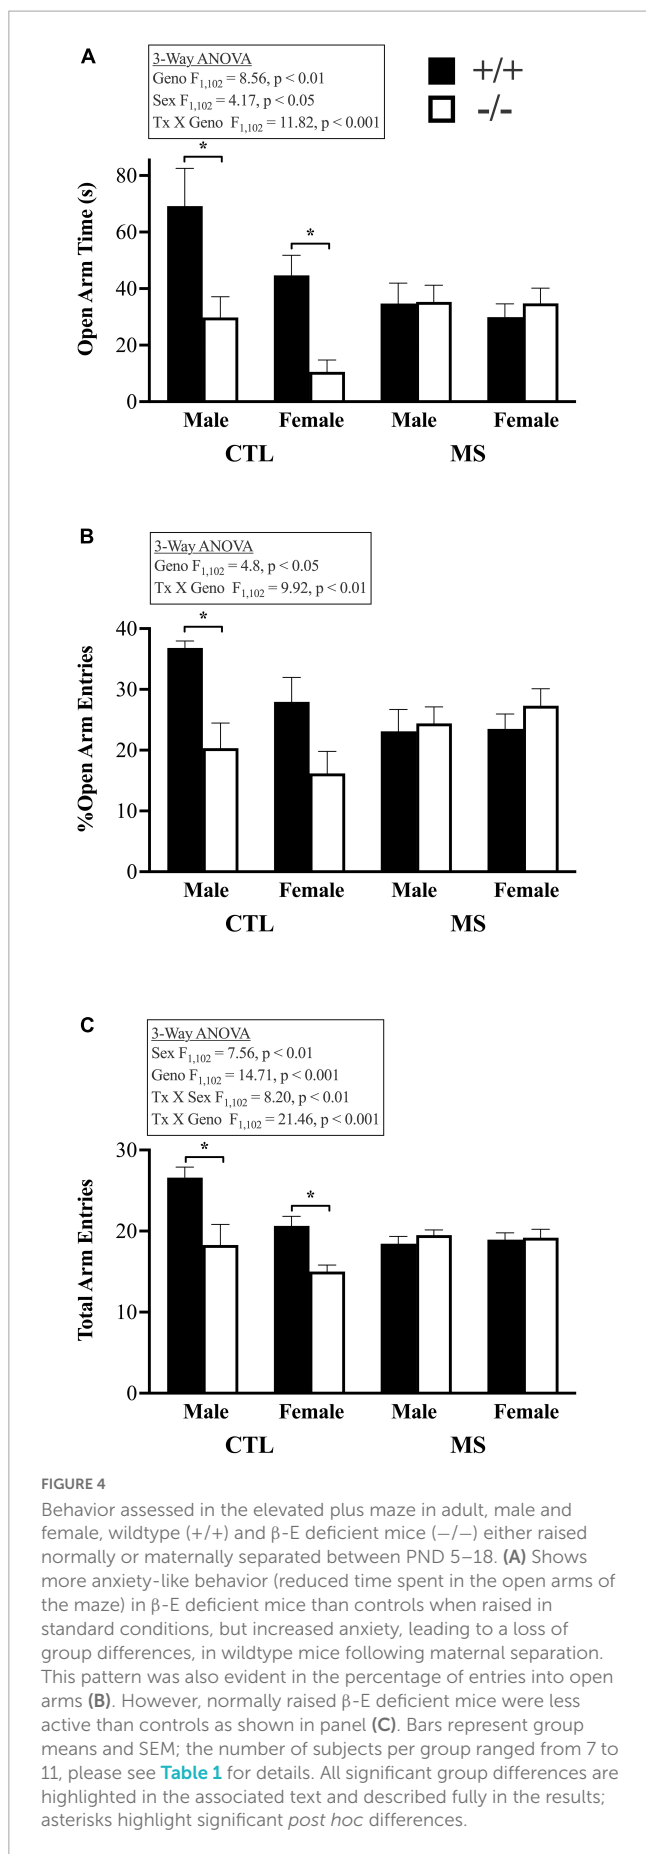 A
3-Way ANOVA
Geno F1,102 = 8.56, p < 0.01
Sex F1,102 = 4.17, p < 0.05
Tx X Geno F1,102 = 11.82, p < 0.001
+/+
-/-
*
*
Open Arm Time (s)
80
60
40
20
0
Male Female Male Female
CTL MS
B
3-Way ANOVA
Geno F1,102 = 4.8, p < 0.05
Tx X Geno F1,102 = 9.92, p < 0.01
*
%Open Arm Entries
40
30
20
10
0
Male Female Male Female
CTL MS
C
3-Way ANOVA
Sex F1,102 = 7.56, p < 0.01
Geno F1,102 = 14.71, p < 0.001
Tx X Sex F1,102 = 8.20, p < 0.01
Tx X Geno F1,102 = 21.46, p < 0.001
*
*
Total Arm Entries
30
20
10
0
Male Female Male Female
CTL MS
FIGURE 4
Behavior assessed in the elevated plus maze in adult, male and
female, wildtype (+/+) and β-E deficient mice (−/−) either raised
normally or maternally separated between PND 5–18. (A) Shows
more anxiety-like behavior (reduced time spent in the open arms of
the maze) in β-E deficient mice than controls when raised in
standard conditions, but increased anxiety, leading to a loss of
group differences, in wildtype mice following maternal separation.
This pattern was also evident in the percentage of entries into open
arms (B). However, normally raised β-E deficient mice were less
active than controls as shown in panel (C). Bars represent group
means and SEM; the number of subjects per group ranged from 7 to
11, please see Table 1 for details. All significant group differences are
highlighted in the associated text and described fully in the results;
asterisks highlight significant post hoc differences.